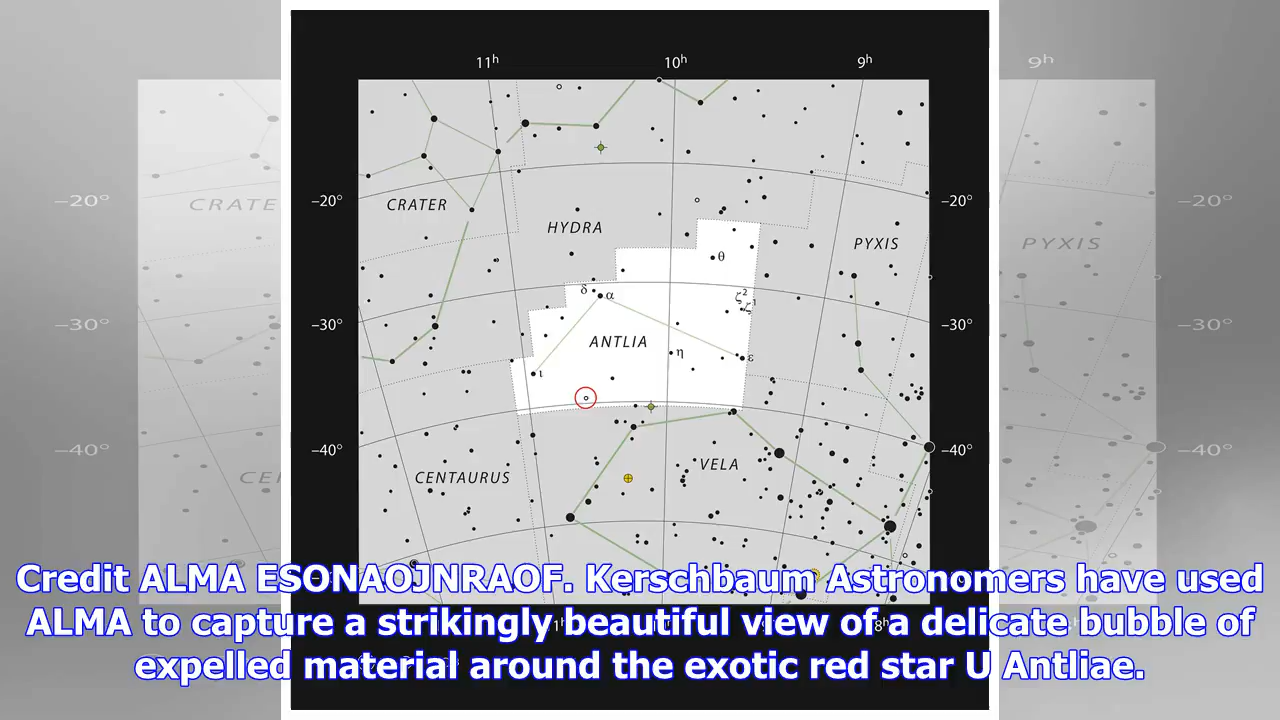 11h 10h 9h 9h
–20° CRATER –20° CRATER HYDRA PYXIS –20° PYXIS –20°
θ
δ α ζ² ζ¹
–30° –30° ANTLIA –30° –30°
η ε
ι
–40° –40° CENTAURUS VELA –40° –40°
Credit ALMA ESONAOJNRAOF. Kerschbaum Astronomers have used
ALMA to capture a strikingly beautiful view of a delicate bubble of
expelled material around the exotic red star U Antliae.